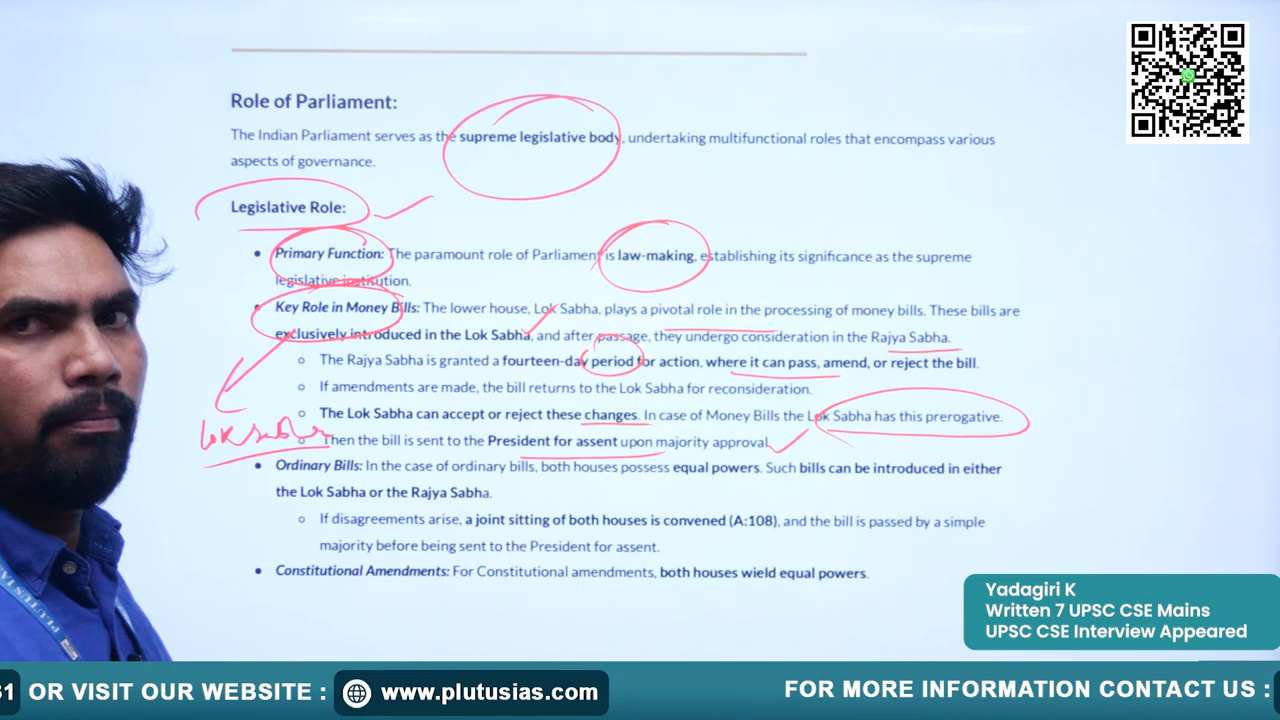 Role of Parliament:
The Indian Parliament serves as the supreme legislative body, undertaking multifunctional roles that encompass various
aspects of governance.
Legislative Role:
Primary Function: The paramount role of Parliament is law-making, establishing its significance as the supreme
legislative institution.
Key Role in Money Bills: The lower house, Lok Sabha, plays a pivotal role in the processing of money bills. These bills are
exclusively introduced in the Lok Sabha, and after passage, they undergo consideration in the Rajya Sabha.
The Rajya Sabha is granted a fourteen-day period for action, where it can pass, amend, or reject the bill.
If amendments are made, the bill returns to the Lok Sabha for reconsideration.
The Lok Sabha can accept or reject these changes. In case of Money Bills the Lok Sabha has this prerogative.
Lok Sabha
Then the bill is sent to the President for assent upon majority approval.
Ordinary Bills: In the case of ordinary bills, both houses possess equal powers. Such bills can be introduced in either
the Lok Sabha or the Rajya Sabha.
If disagreements arise, a joint sitting of both houses is convened (A:108), and the bill is passed by a simple
majority before being sent to the President for assent.
Constitutional Amendments: For Constitutional amendments, both houses wield equal powers.
PLUTUS IAS
Yadagiri K
Written 7 UPSC CSE Mains
UPSC CSE Interview Appeared
OR VISIT OUR WEBSITE : www.plutusias.com FOR MORE INFORMATION CONTACT US :